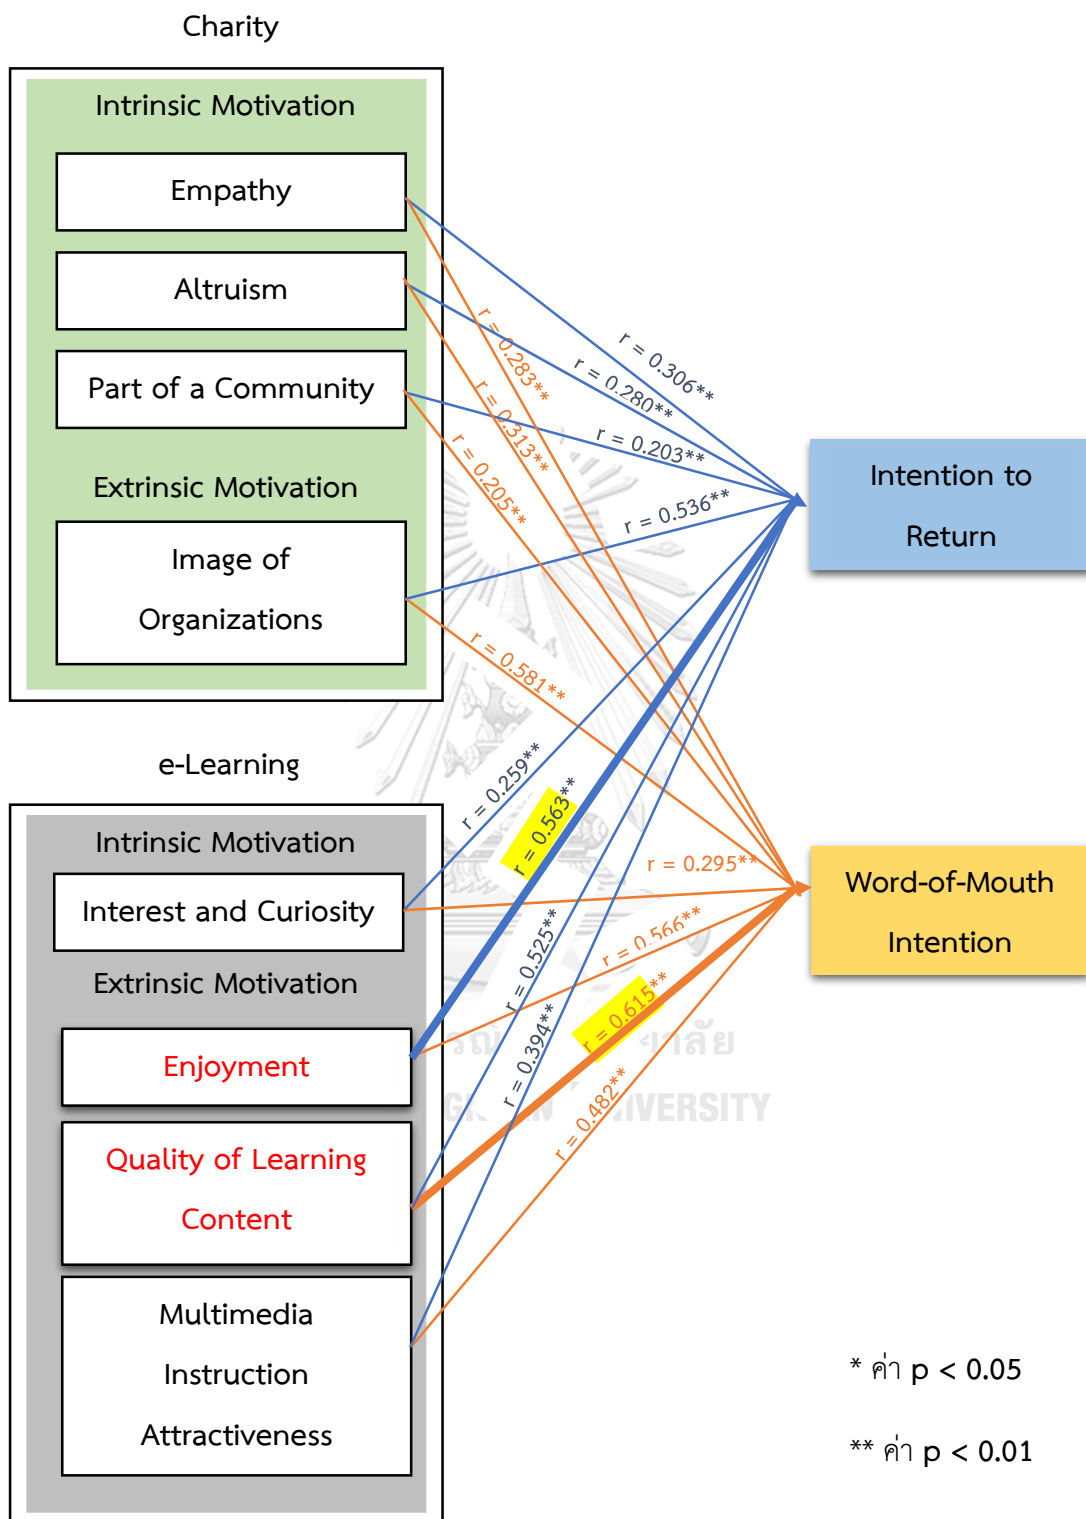 Charity
Intrinsic Motivation
Empathy
Altruism
Part of a Community
Extrinsic Motivation
Image of
Organizations
r = 0.306**
r = 0.283**
r = 0.280**
r = 0.313**
r = 0.203**
r = 0.205**
r = 0.536**
r = 0.581**
Intention to
Return
e-Learning
Intrinsic Motivation
Interest and Curiosity
Extrinsic Motivation
Enjoyment
Quality of Learning
Content
Multimedia
Instruction
Attractiveness
r = 0.259**
r = 0.563**
r = 0.295**
r = 0.566**
r = 0.525**
r = 0.615**
r = 0.394**
r = 0.482**
Word-of-Mouth
Intention
* ค่า p < 0.05
** ค่า p < 0.01